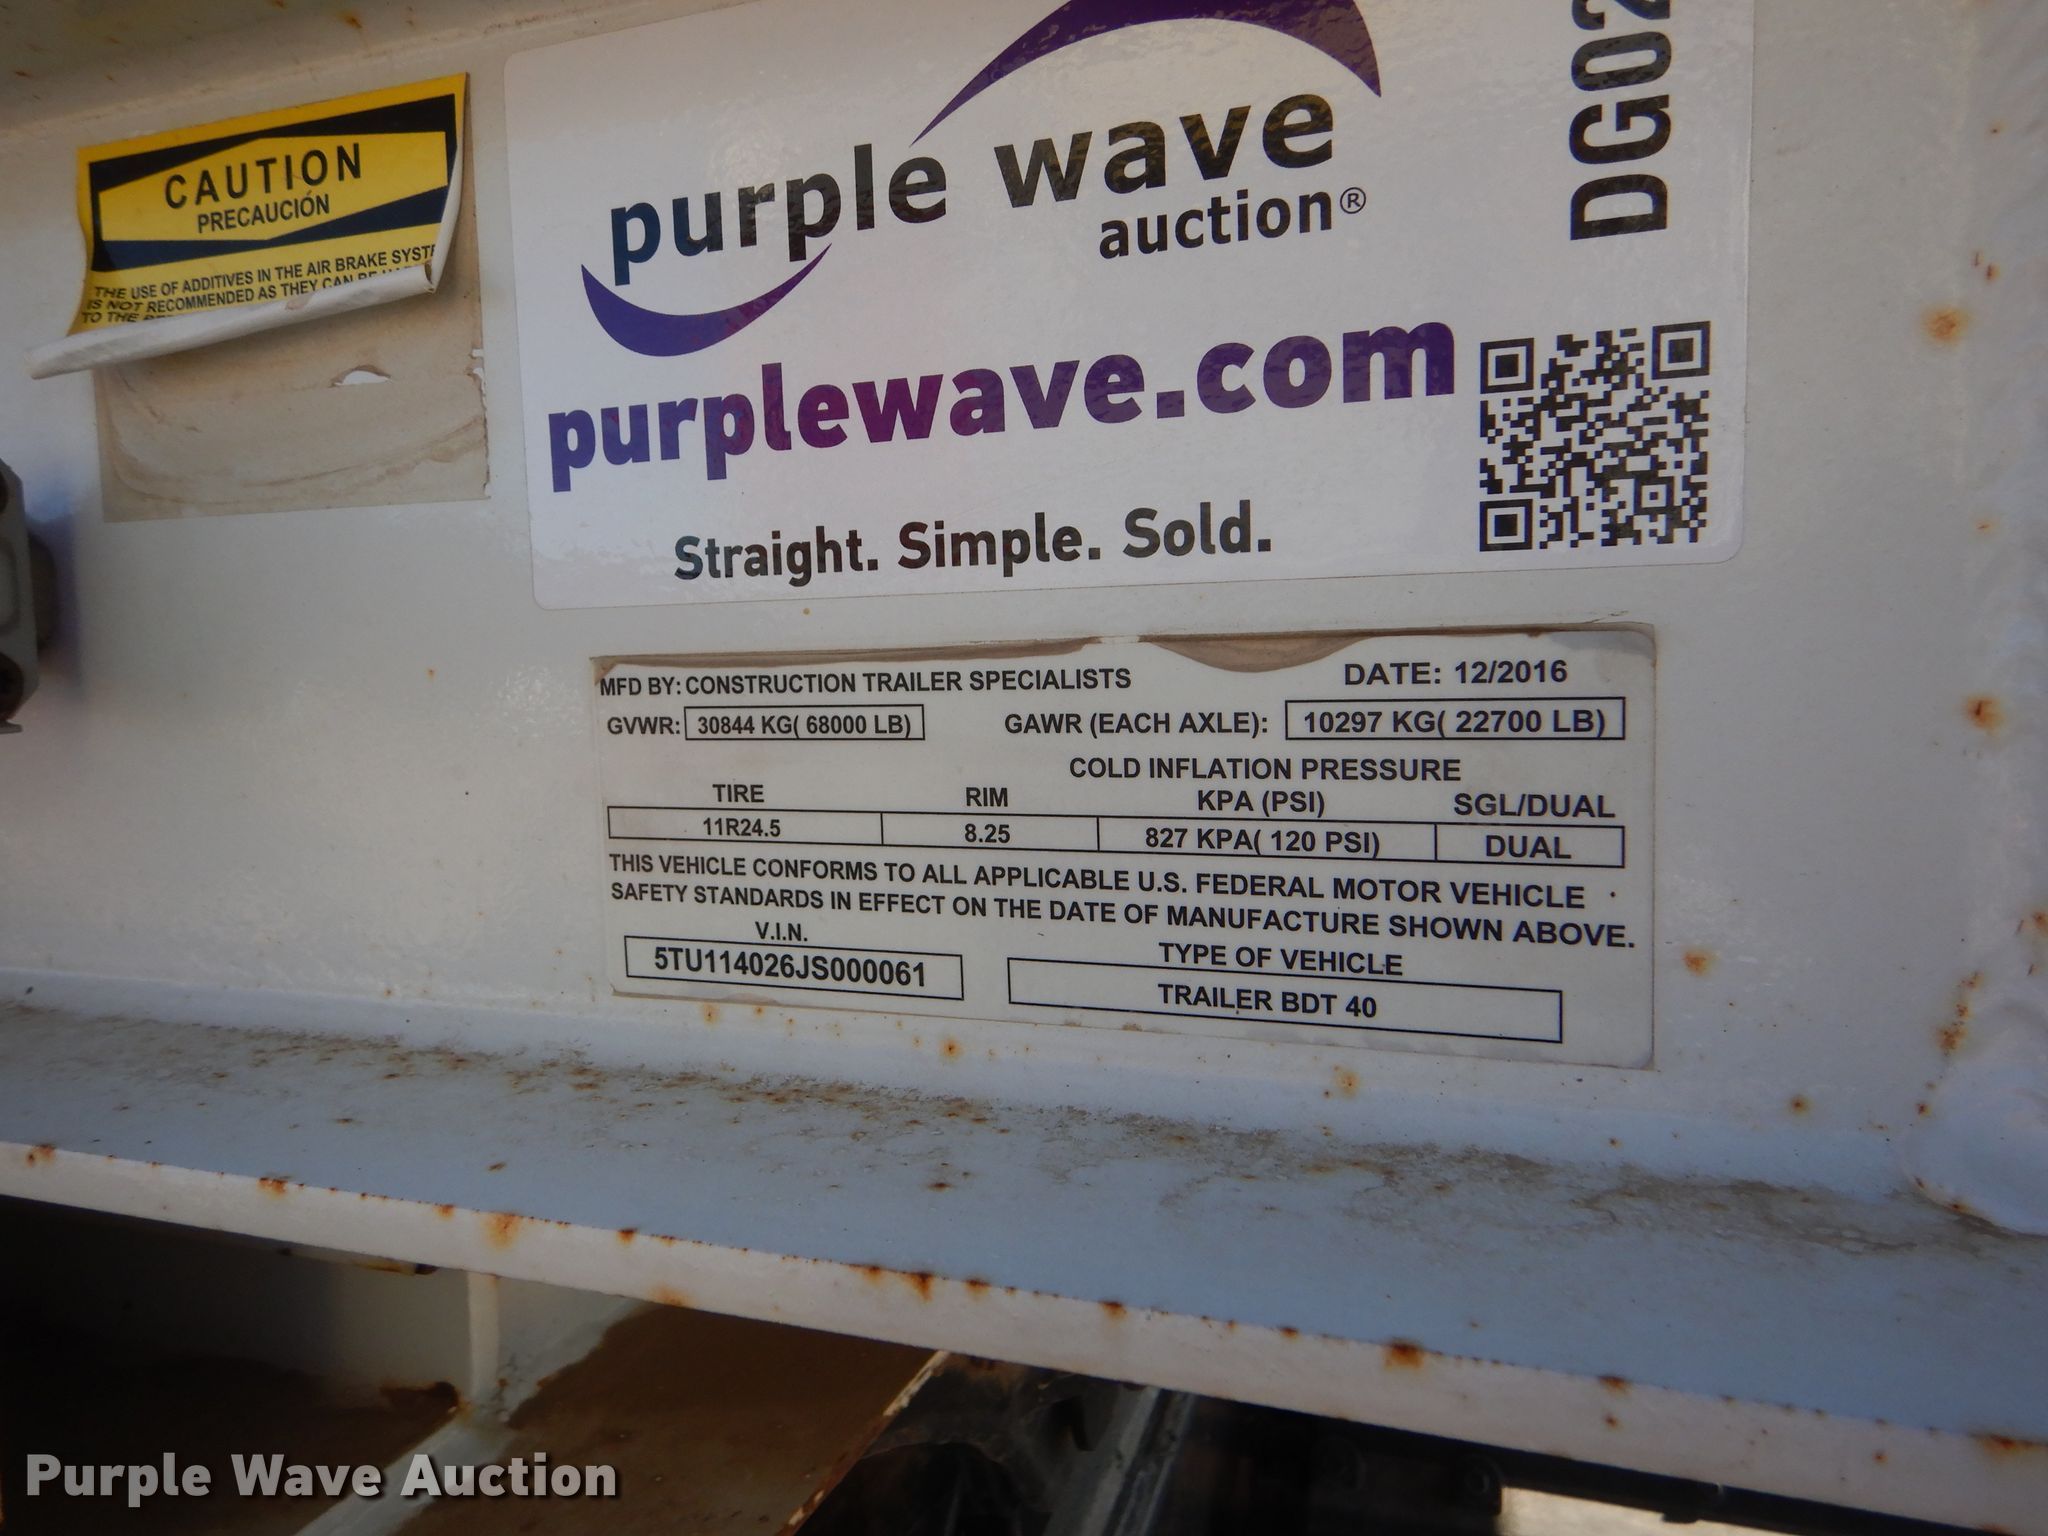 CAUTION
PRECAUCIÓN
THE USE OF ADDITIVES IN THE AIR BRAKE
IS NOT RECOMMENDED AS THEY CAN BE
TO THE
purple wave
auction®
purplewave.com
Straight. Simple. Sold.
DG02
MFD BY: CONSTRUCTION TRAILER SPECIALISTS DATE: 12/2016
GVWR: 30844 KG( 68000 LB) GAWR (EACH AXLE): 10297 KG( 22700 LB)
COLD INFLATION PRESSURE
TIRE RIM KPA (PSI) SGL/DUAL
11R24.5 8.25 827 KPA( 120 PSI) DUAL
THIS VEHICLE CONFORMS TO ALL APPLICABLE U.S. FEDERAL MOTOR VEHICLE
SAFETY STANDARDS IN EFFECT ON THE DATE OF MANUFACTURE SHOWN ABOVE.
V.I.N. TYPE OF VEHICLE
5TU114026JS000061 TRAILER BDT 40
Purple Wave Auction